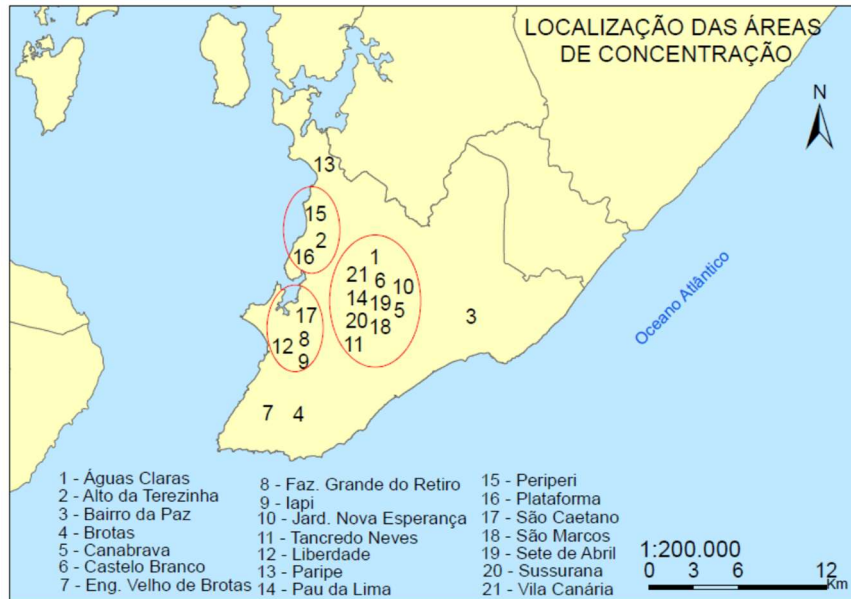 LOCALIZAÇÃO DAS ÁREAS
DE CONCENTRAÇÃO
N
13
15
2
16
1
21
6
10
14
19
5
20
18
11
17
8
12
9
3
7
4
Oceano Atlântico
1 - Águas Claras
2 - Alto da Terezinha
3 - Bairro da Paz
4 - Brotas
5 - Canabrava
6 - Castelo Branco
7 - Eng. Velho de Brotas
8 - Faz. Grande do Retiro
9 - Iapi
10 - Jard. Nova Esperança
11 - Tancredo Neves
12 - Liberdade
13 - Paripe
14 - Pau da Lima
15 - Periperi
16 - Plataforma
17 - São Caetano
18 - São Marcos
19 - Sete de Abril
20 - Sussurana
21 - Vila Canária
1:200.000
0 3 6 12
Km